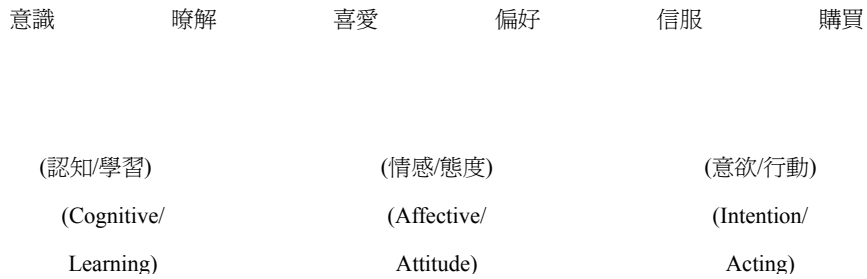 意識 瞭解 喜愛 偏好 信服 購買
(認知/學習) (情感/態度) (意欲/行動)
(Cognitive/ (Affective/ (Intention/
Learning) Attitude) Acting)